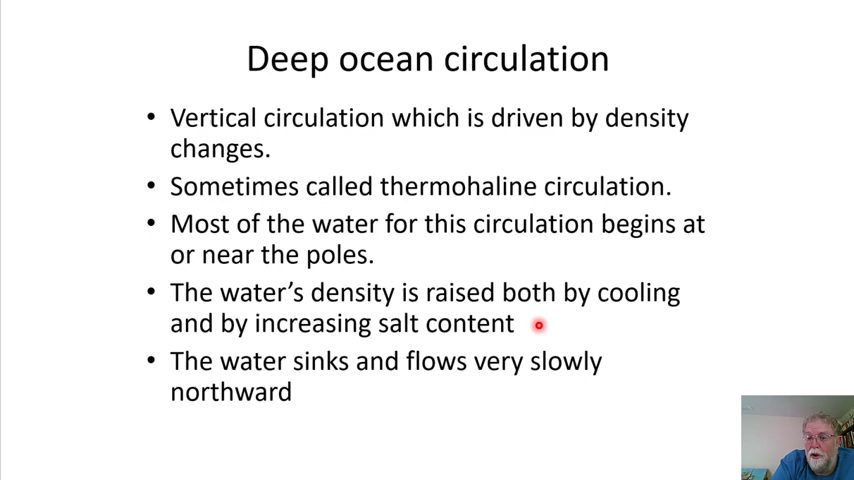 Deep ocean circulation
• Vertical circulation which is driven by density
changes.
• Sometimes called thermohaline circulation.
• Most of the water for this circulation begins at
or near the poles.
• The water’s density is raised both by cooling
and by increasing salt content
• The water sinks and flows very slowly
northward